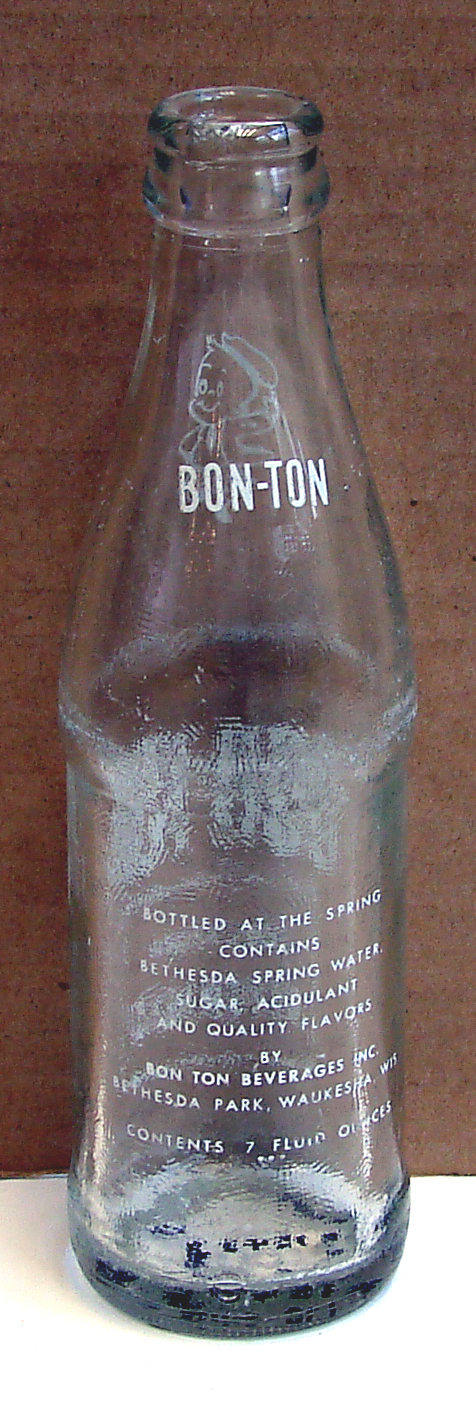 BON-TON
BOTTLED AT THE SPRING
CONTAINS
BETHESDA SPRING WATER,
SUGAR, ACIDULANT
AND QUALITY FLAVORS
BY
BON TON BEVERAGES INC.
BETHESDA PARK, WAUKESHA, WIS.
CONTENTS 7 FLUID OUNCES